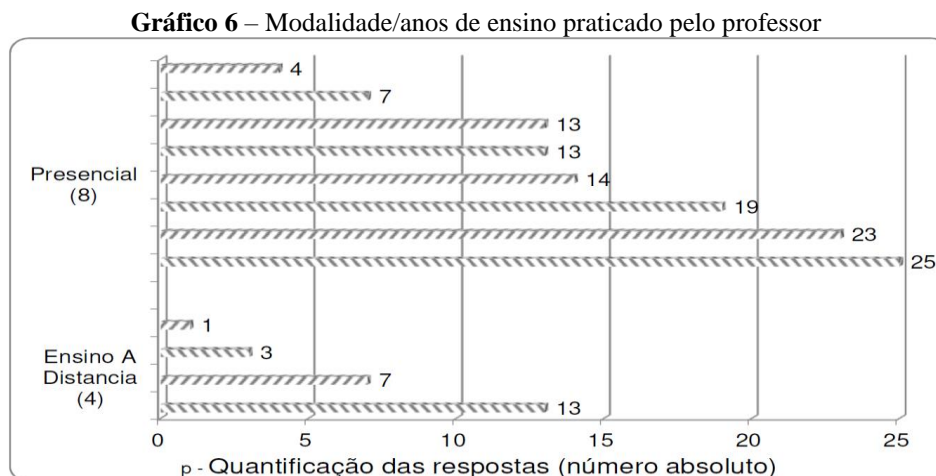 Gráfico 6 – Modalidade/anos de ensino praticado pelo professor
4
7
13
13
Presencial
(8)
14
19
23
25
1
Ensino A
Distancia
(4)
3
7
13
0 5 10 15 20 25
p - Quantificação das respostas (número absoluto)